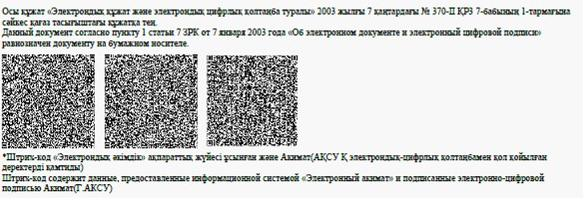 Осы құжат «Электрондық құжат және электрондық цифрлық қолтаңба туралы» 2003 жылғы 7 қаңтардағы № 370-II ҚРЗ 7-бабының 1-тармағына
сәйкес қағаз тасығыштағы құжатқа тең.
Данный документ согласно пункту 1 статьи 7 ЗРК от 7 января 2003 года «Об электронном документе и электронный цифровой подписи»
равнозначен документу на бумажном носителе.
*Штрих-код «Электрондық әкімдік» ақпараттық жүйесі ұсынған және Акимат(АҚСУ Қ электрондық-цифрлық қолтаңбамен қол қойылған
деректерді қамтиды)
Штрих-код содержит данные, предоставленные информационной системой «Электронный акимат» и подписанные электронно-цифровой
подписью Акимат(Г.АКСУ)